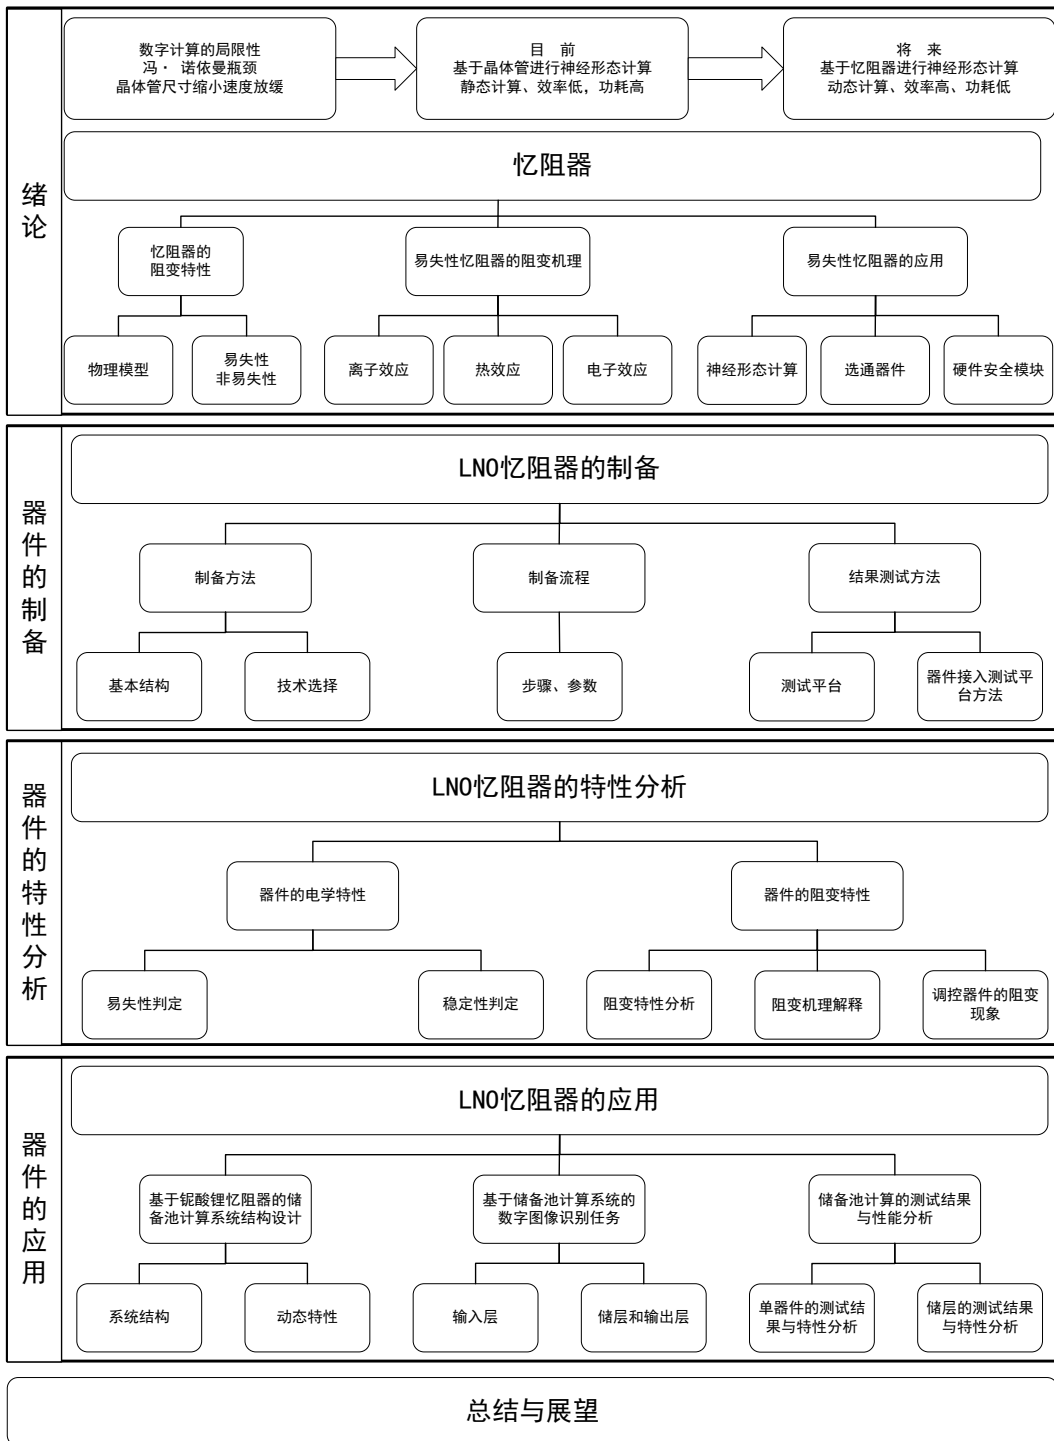 绪论
数字计算的局限性
冯· 诺依曼瓶颈
晶体管尺寸缩小速度放缓
目 前
基于晶体管进行神经形态计算
静态计算、效率低，功耗高
将 来
基于忆阻器进行神经形态计算
动态计算、效率高、功耗低
忆阻器
忆阻器的
阻变特性
易失性忆阻器的阻变机理
易失性忆阻器的应用
物理模型
易失性
非易失性
离子效应
热效应
电子效应
神经形态计算
选通器件
硬件安全模块
器件的制备
LNO忆阻器的制备
制备方法
制备流程
结果测试方法
基本结构
技术选择
步骤、参数
测试平台
器件接入测试平
台方法
器件的特性分析
LNO忆阻器的特性分析
器件的电学特性
器件的阻变特性
易失性判定
稳定性判定
阻变特性分析
阻变机理解释
调控器件的阻变
现象
器件的应用
LNO忆阻器的应用
基于铌酸锂忆阻器的储
备池计算系统结构设计
基于储备池计算系统的
数字图像识别任务
储备池计算的测试结果
与性能分析
系统结构
动态特性
输入层
储层和输出层
单器件的测试结
果与特性分析
储层的测试结果
与特性分析
总结与展望